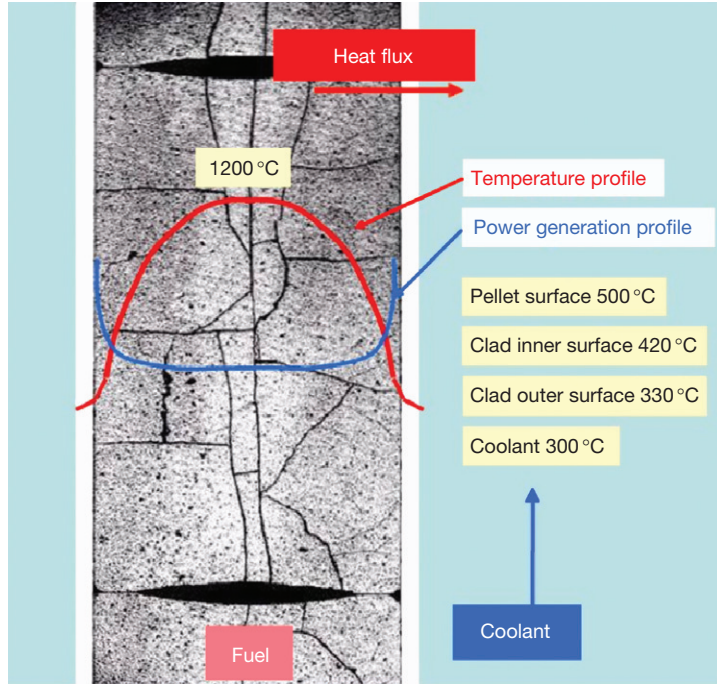 Heat flux
1200 °C
Temperature profile
Power generation profile
Pellet surface 500 °C
Clad inner surface 420 °C
Clad outer surface 330 °C
Coolant 300 °C
Coolant
Fuel